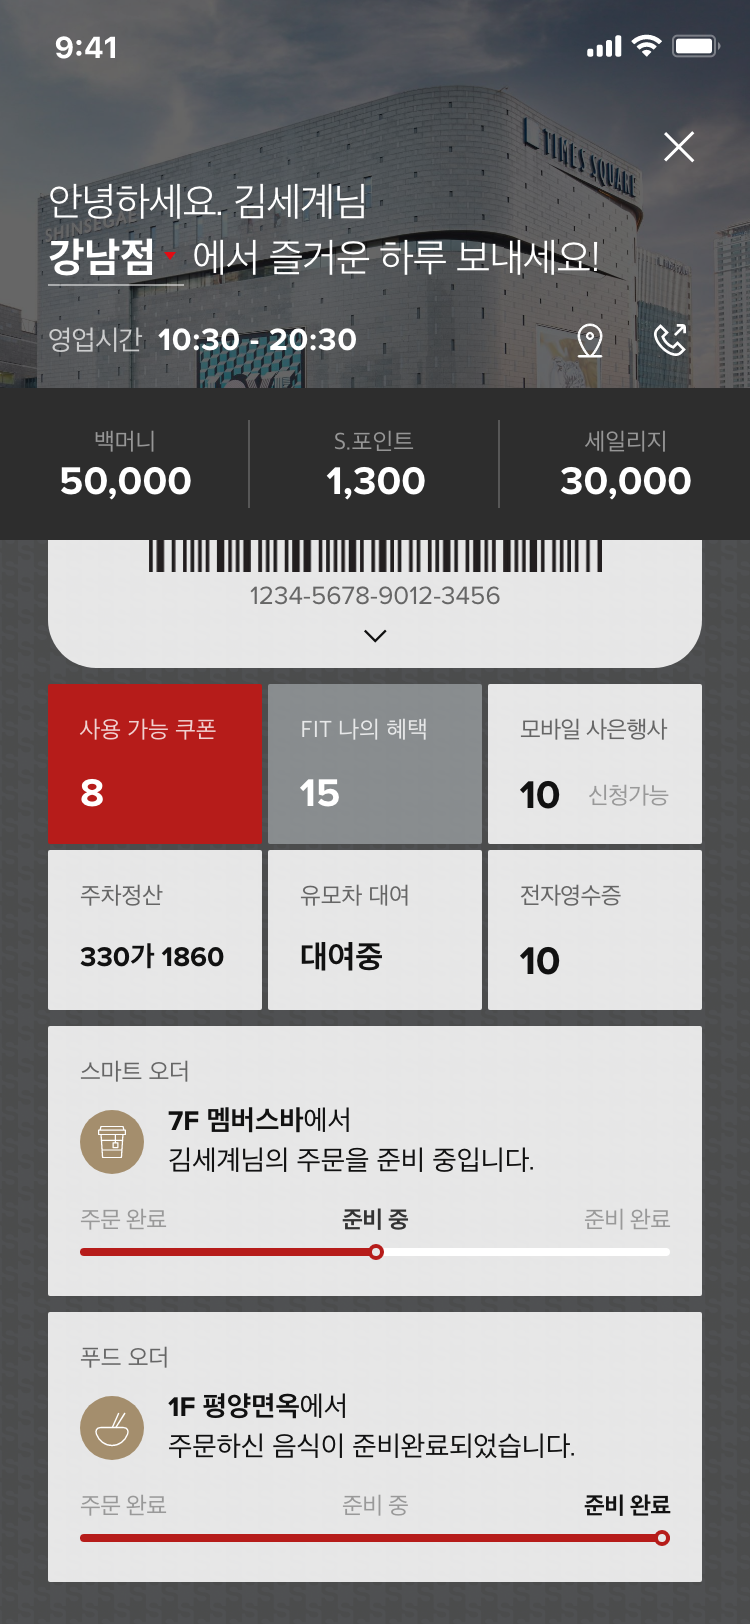 9:41
TIMES SQUARE
SHINSEGAE
안녕하세요. 김세계님
강남점 에서 즐거운 하루 보내세요!
영업시간 10:30 - 20:30
백머니 S.포인트 세일리지
50,000 1,300 30,000
1234-5678-9012-3456
사용 가능 쿠폰 FIT 나의 혜택 모바일 사은행사
8 15 10 신청가능
주차정산 유모차 대여 전자영수증
330가 1860 대여중 10
스마트 오더
7F 멤버스바에서
김세계님의 주문을 준비 중입니다.
주문 완료 준비 중 준비 완료
푸드 오더
1F 평양면옥에서
주문하신 음식이 준비완료되었습니다.
주문 완료 준비 중 준비 완료